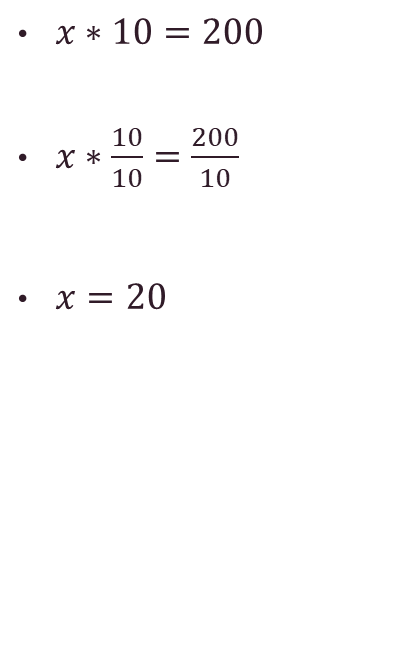 • x * 10 = 200
• x * 10/10 = 200/10
• x = 20